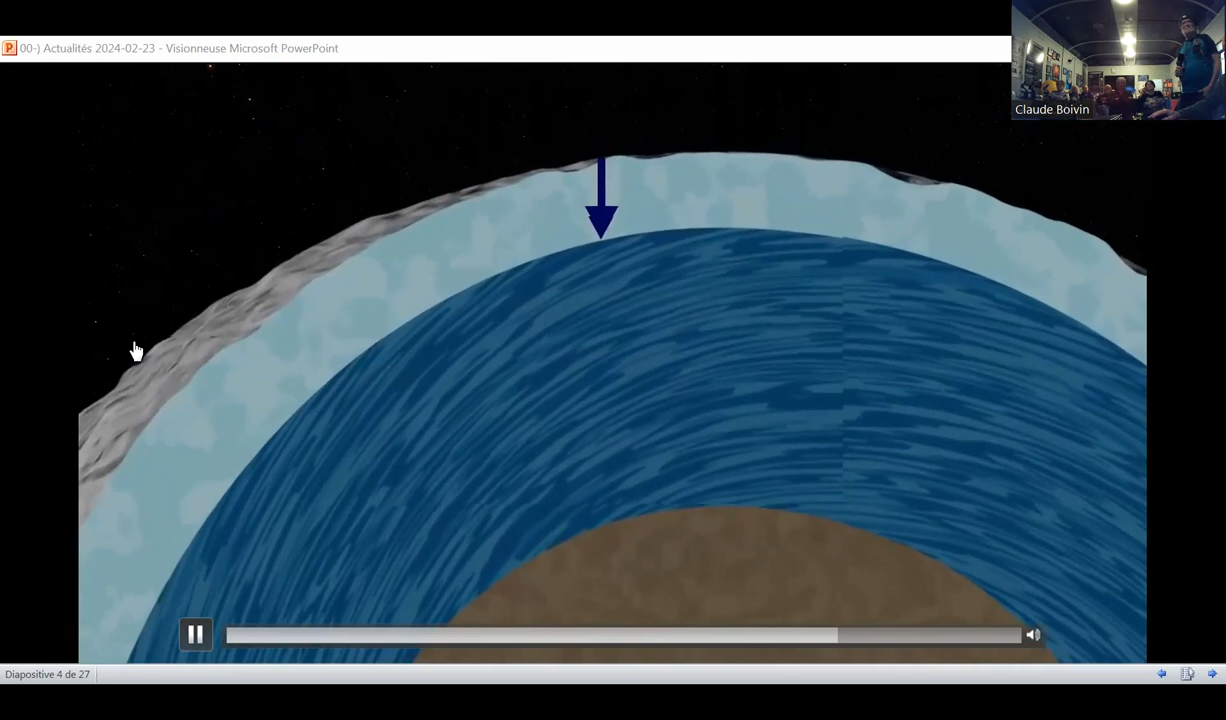 00-) Actualités 2024-02-23 - Visionneuse Microsoft PowerPoint
Claude Boivin
Diapositive 4 de 27